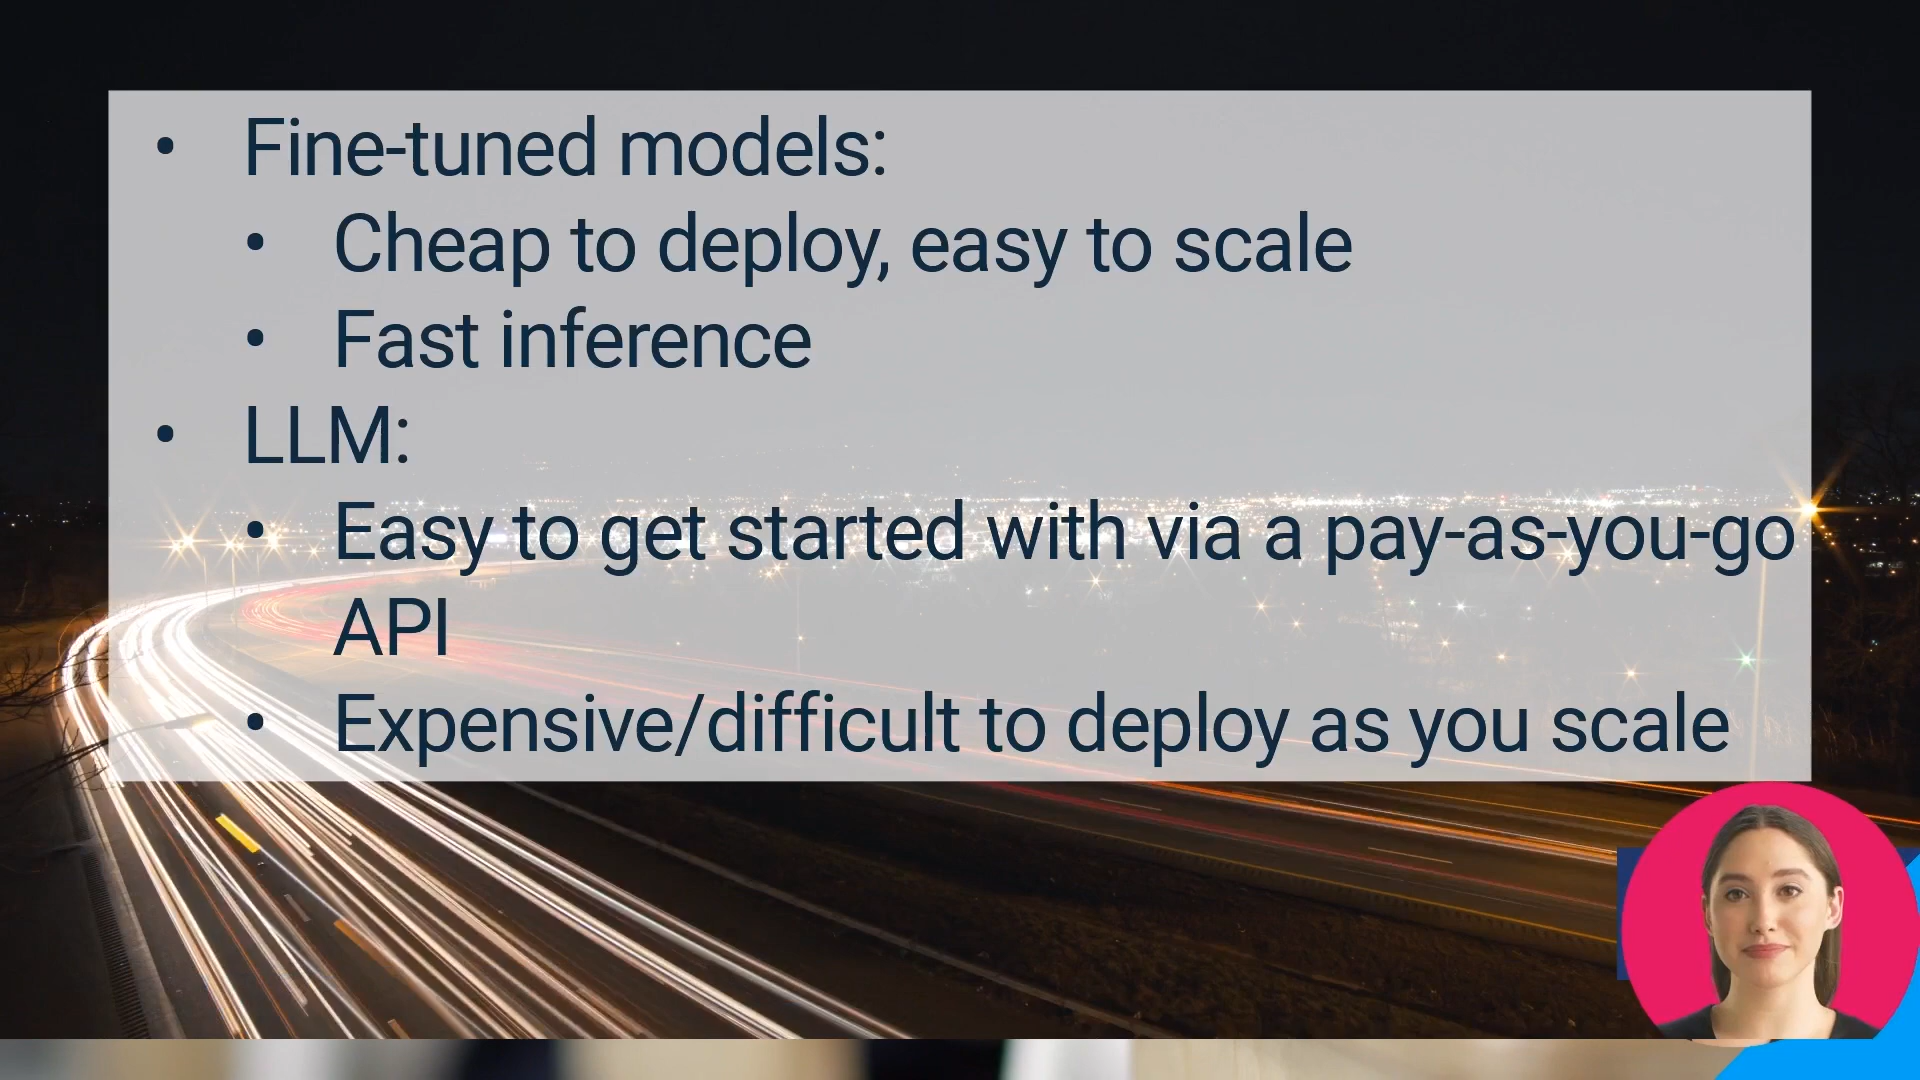 • Fine-tuned models:
• Cheap to deploy, easy to scale
• Fast inference
• LLM:
• Easy to get started with via a pay-as-you-go
API
• Expensive/difficult to deploy as you scale